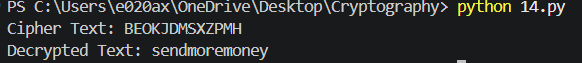 PS C:\Users\e020ax\OneDrive\Desktop\Cryptography> python 14.py
Cipher Text: BEOKJDMSXZPMH
Decrypted Text: sendmoremoney